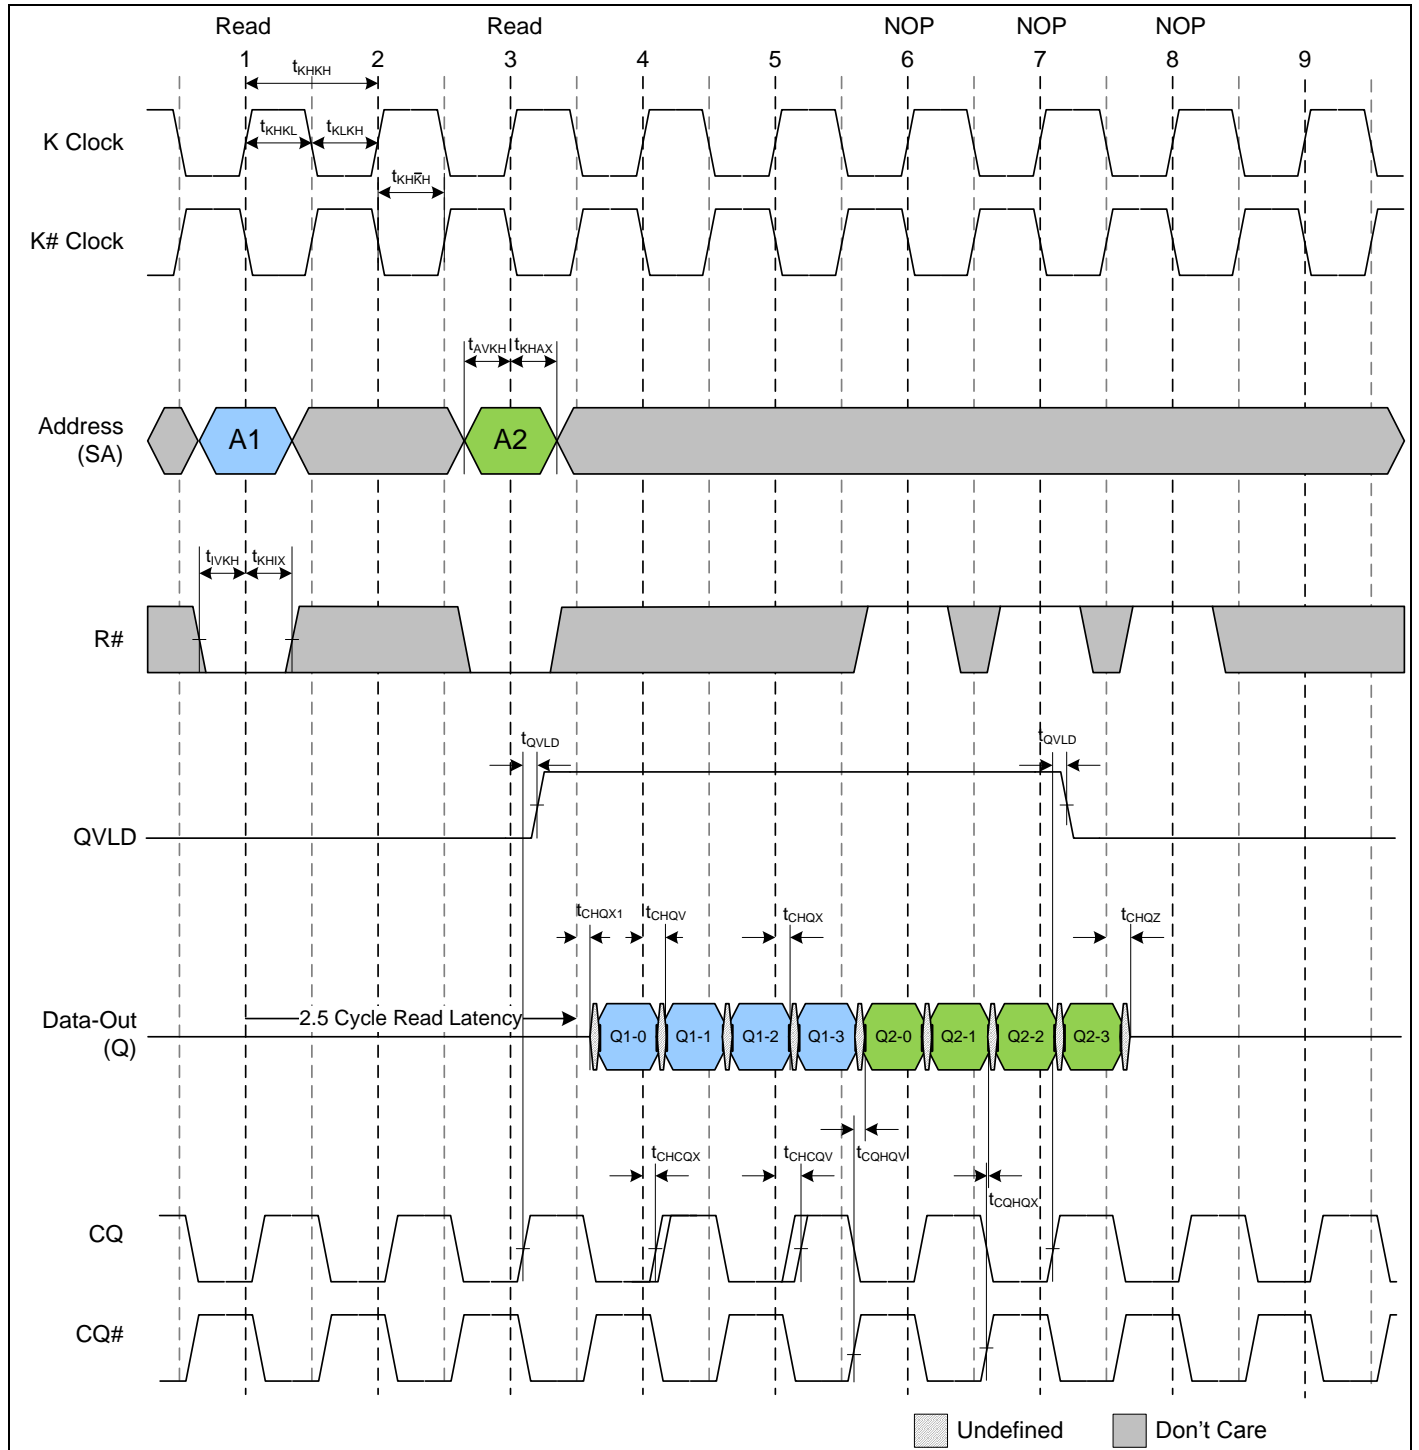 Read Read NOP NOP NOP
1 2 3 4 5 6 7 8 9
tKHKH
K Clock
tKHKL tKLKH
tKHK̅H
K# Clock
tAVKH tKHAX
Address
(SA)
A1 A2
tIVKH tKHIX
R#
tQVLD tQVLD
QVLD
tCHQX1 tCHQV tCHQX tCHQZ
Data-Out
(Q)
2.5 Cycle Read Latency
Q1-0 Q1-1 Q1-2 Q1-3 Q2-0 Q2-1 Q2-2 Q2-3
tCHCQX tCHCQV tCQHQV
tCQHQX
CQ
CQ#
Undefined Don't Care